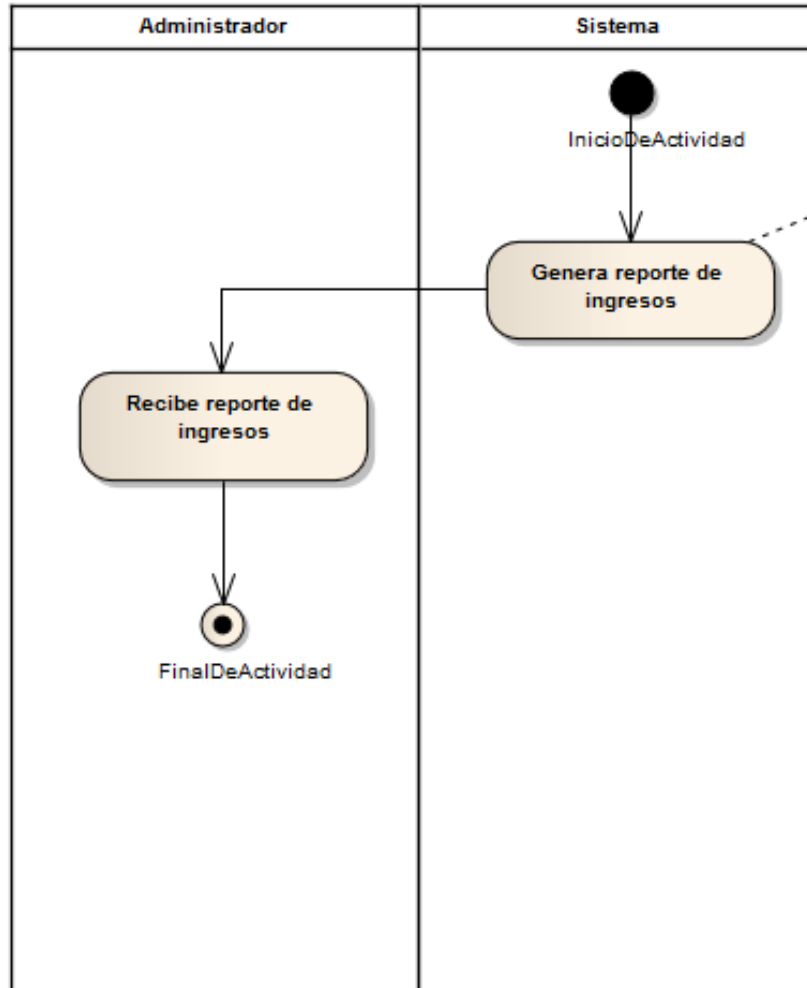 Administrador
Sistema
InicioDeActividad
Genera reporte de
ingresos
Recibe reporte de
ingresos
FinalDeActividad